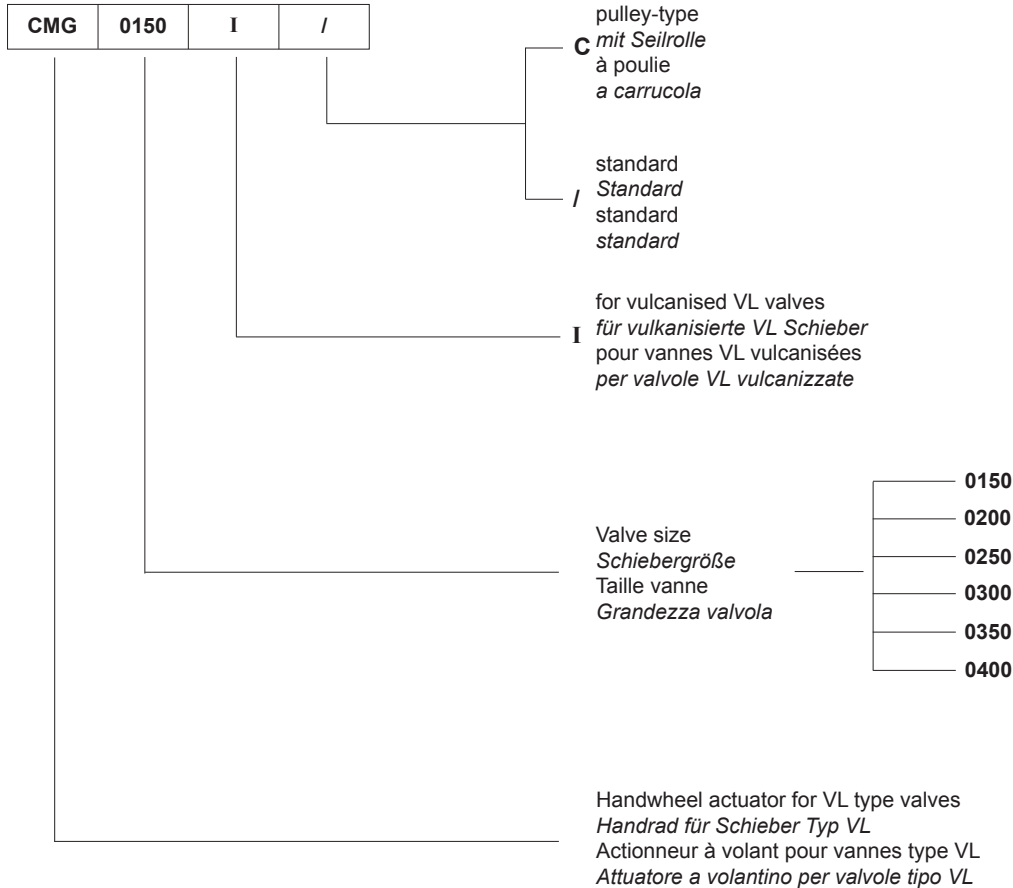 CMG 0150 I /
pulley-type
C mit Seilrolle
à poulie
a carrucola
standard
/ Standard
standard
standard
for vulcanised VL valves
I für vulkanisierte VL Schieber
pour vannes VL vulcanisées
per valvole VL vulcanizzate
Valve size
Schiebergröße
Taille vanne
Grandezza valvola
0150
0200
0250
0300
0350
0400
Handwheel actuator for VL type valves
Handrad für Schieber Typ VL
Actionneur à volant pour vannes type VL
Attuatore a volantino per valvole tipo VL